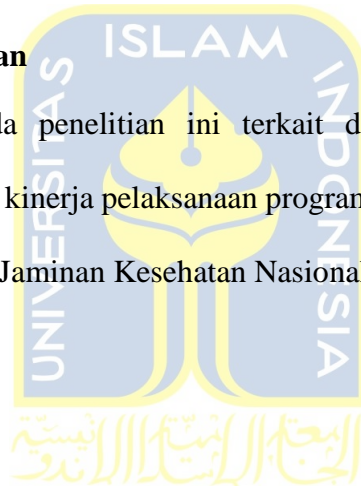 an
ISLAM
UNIVERSITAS
INDONESIA
da penelitian ini terkait d
kinerja pelaksanaan program
Jaminan Kesehatan Nasional